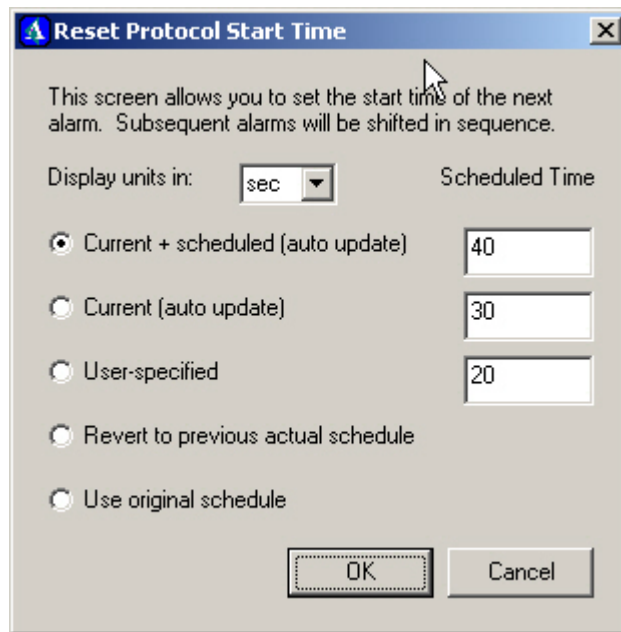 Reset Protocol Start Time
This screen allows you to set the start time of the next
alarm. Subsequent alarms will be shifted in sequence.
Display units in: sec Scheduled Time
Current + scheduled (auto update) 40
Current (auto update) 30
User-specified 20
Revert to previous actual schedule
Use original schedule
OK Cancel